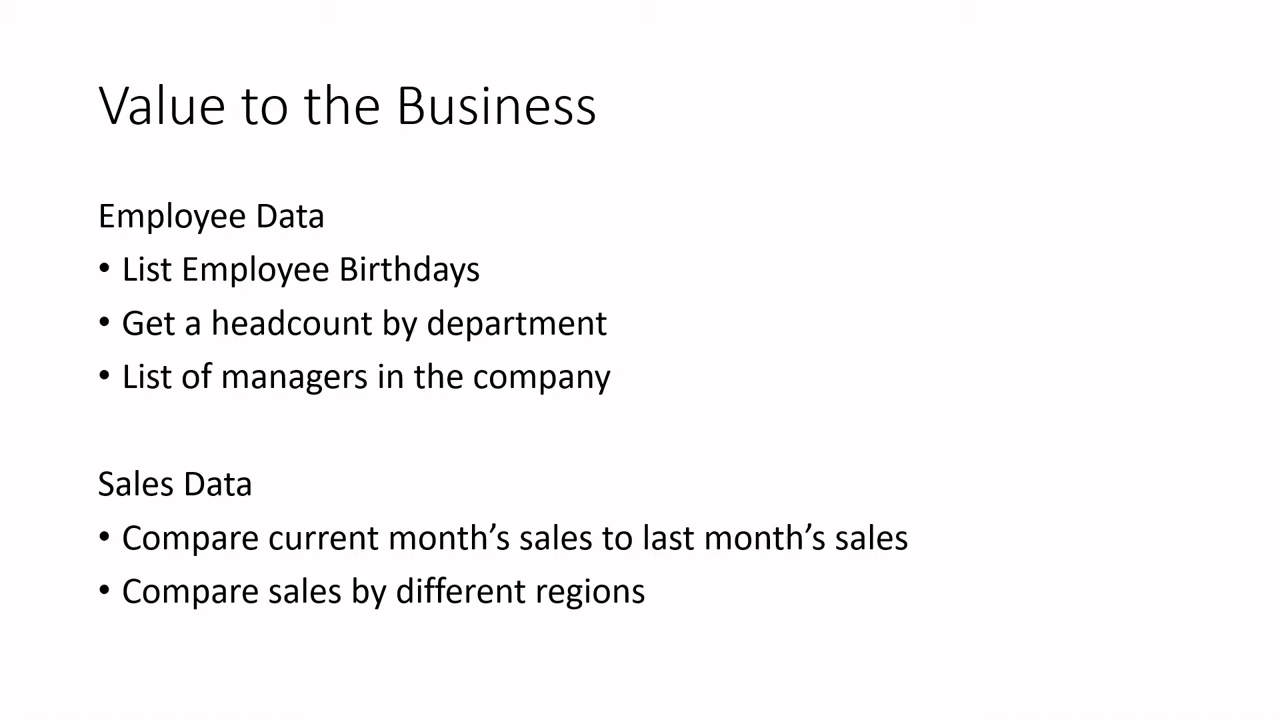 Value to the Business
Employee Data
• List Employee Birthdays
• Get a headcount by department
• List of managers in the company
Sales Data
• Compare current month’s sales to last month’s sales
• Compare sales by different regions